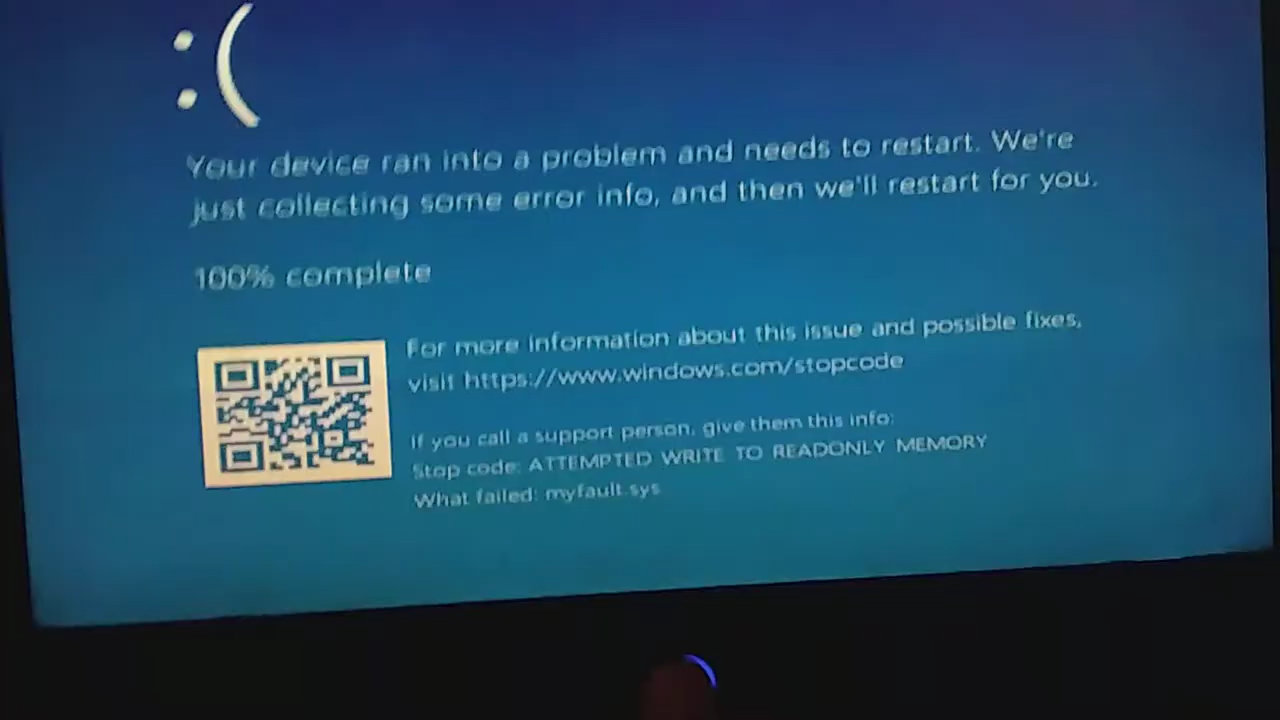 :(
Your device ran into a problem and needs to restart. We're
just collecting some error info, and then we'll restart for you.
100% complete
For more information about this issue and possible fixes,
visit https://www.windows.com/stopcode
If you call a support person, give them this info:
Stop code: ATTEMPTED WRITE TO READONLY MEMORY
What failed: myfault.sys